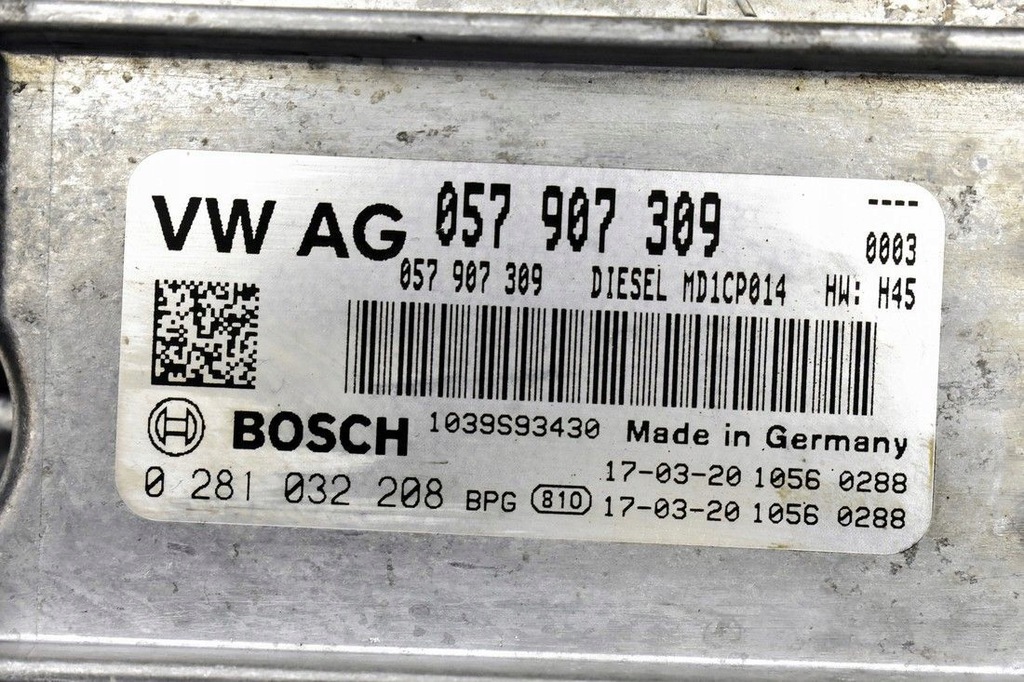 VW AG 057 907 309 ----
0003
057 907 309 DIESEL MD1CP014 HW: H45
BOSCH 1039S93430 Made in Germany
17-03-20 1056 0288
0 281 032 208 BPG 810 17-03-20 1056 0288